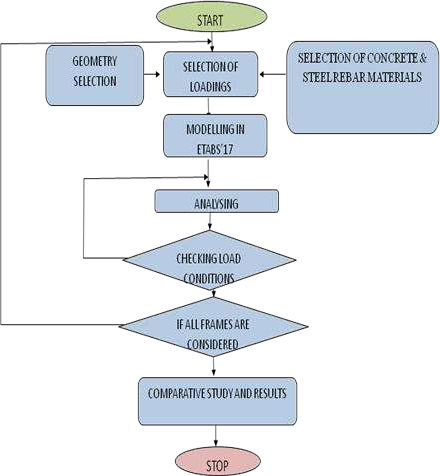 START
GEOMETRY
SELECTION
SELECTION OF
LOADINGS
SELECTION OF CONCRETE &
STEEL REBAR MATERIALS
MODELLING IN
ETABS'17
ANALYSING
CHECKING LOAD
CONDITIONS
IF ALL FRAMES ARE
CONSIDERED
COMPARATIVE STUDY AND RESULTS
STOP